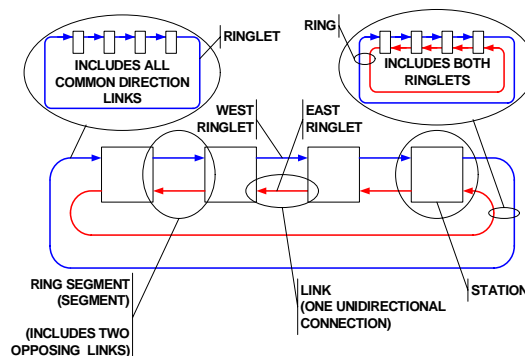 RINGLET
INCLUDES ALL
COMMON DIRECTION
LINKS
RING
INCLUDES BOTH
RINGLETS
WEST
RINGLET
EAST
RINGLET
RING SEGMENT
(SEGMENT)
(INCLUDES TWO
OPPOSING LINKS)
LINK
(ONE UNIDIRECTIONAL
CONNECTION)
STATION